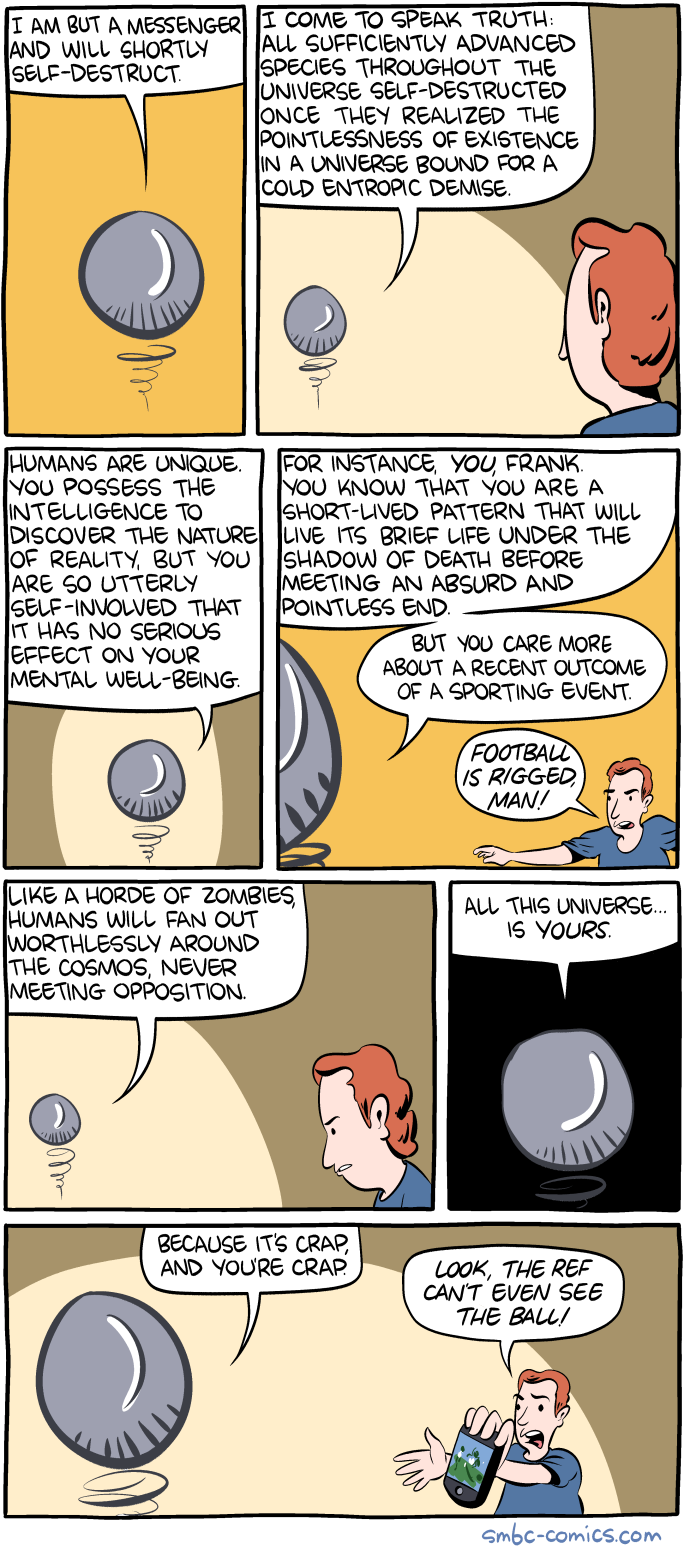 I AM BUT A MESSENGER
AND WILL SHORTLY
SELF-DESTRUCT.
I COME TO SPEAK TRUTH:
ALL SUFFICIENTLY ADVANCED
SPECIES THROUGHOUT THE
UNIVERSE SELF-DESTRUCTED
ONCE THEY REALIZED THE
POINTLESSNESS OF EXISTENCE
IN A UNIVERSE BOUND FOR A
COLD ENTROPIC DEMISE.
HUMANS ARE UNIQUE.
YOU POSSESS THE
INTELLIGENCE TO
DISCOVER THE NATURE
OF REALITY, BUT YOU
ARE SO UTTERLY
SELF-INVOLVED THAT
IT HAS NO SERIOUS
EFFECT ON YOUR
MENTAL WELL-BEING.
FOR INSTANCE, YOU, FRANK.
YOU KNOW THAT YOU ARE A
SHORT-LIVED PATTERN THAT WILL
LIVE ITS BRIEF LIFE UNDER THE
SHADOW OF DEATH BEFORE
MEETING AN ABSURD AND
POINTLESS END.
BUT YOU CARE MORE
ABOUT A RECENT OUTCOME
OF A SPORTING EVENT.
FOOTBALL
IS RIGGED,
MAN!
LIKE A HORDE OF ZOMBIES,
HUMANS WILL FAN OUT
WORTHLESSLY AROUND
THE COSMOS, NEVER
MEETING OPPOSITION.
ALL THIS UNIVERSE...
IS YOURS.
BECAUSE IT'S CRAP,
AND YOU'RE CRAP.
LOOK, THE REF
CAN'T EVEN SEE
THE BALL!
smbc-comics.com